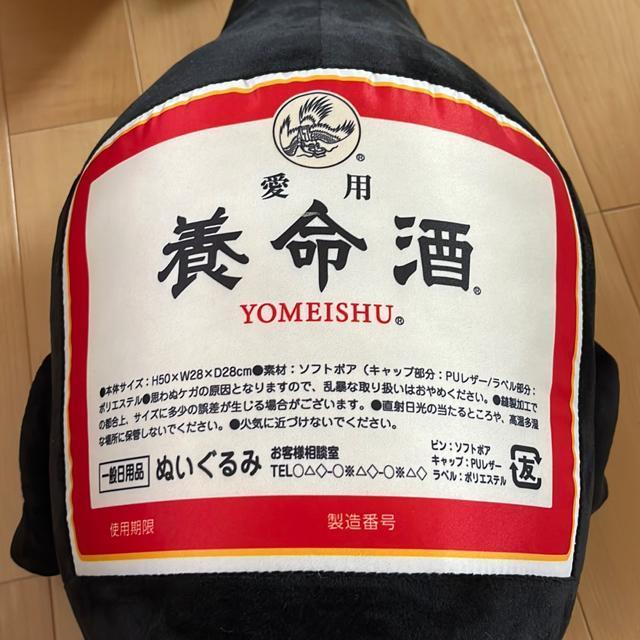 ®
愛用
養命酒®
YOMEISHU®
●本体サイズ：H50×W28×D28cm●素材：ソフトボア（キャップ部分：PUレザー/ラベル部：
ポリエステル●思わぬケガの原因となりますので、乱暴な取り扱いはおやめください。●縫製加工で
の都合上、サイズに多少の誤差が生じる場合がございます。●直射日光の当たるところや、高温多湿
な場所に保管しないでください。●火気に近づけないでください。
一般日用品 ぬいぐるみ
お客様相談室
TEL○△◇-○※△◇-○※△◇
ビン：ソフトボア
キャップ：PUレザー
ラベル：ポリエステル
友
使用期限 製造番号